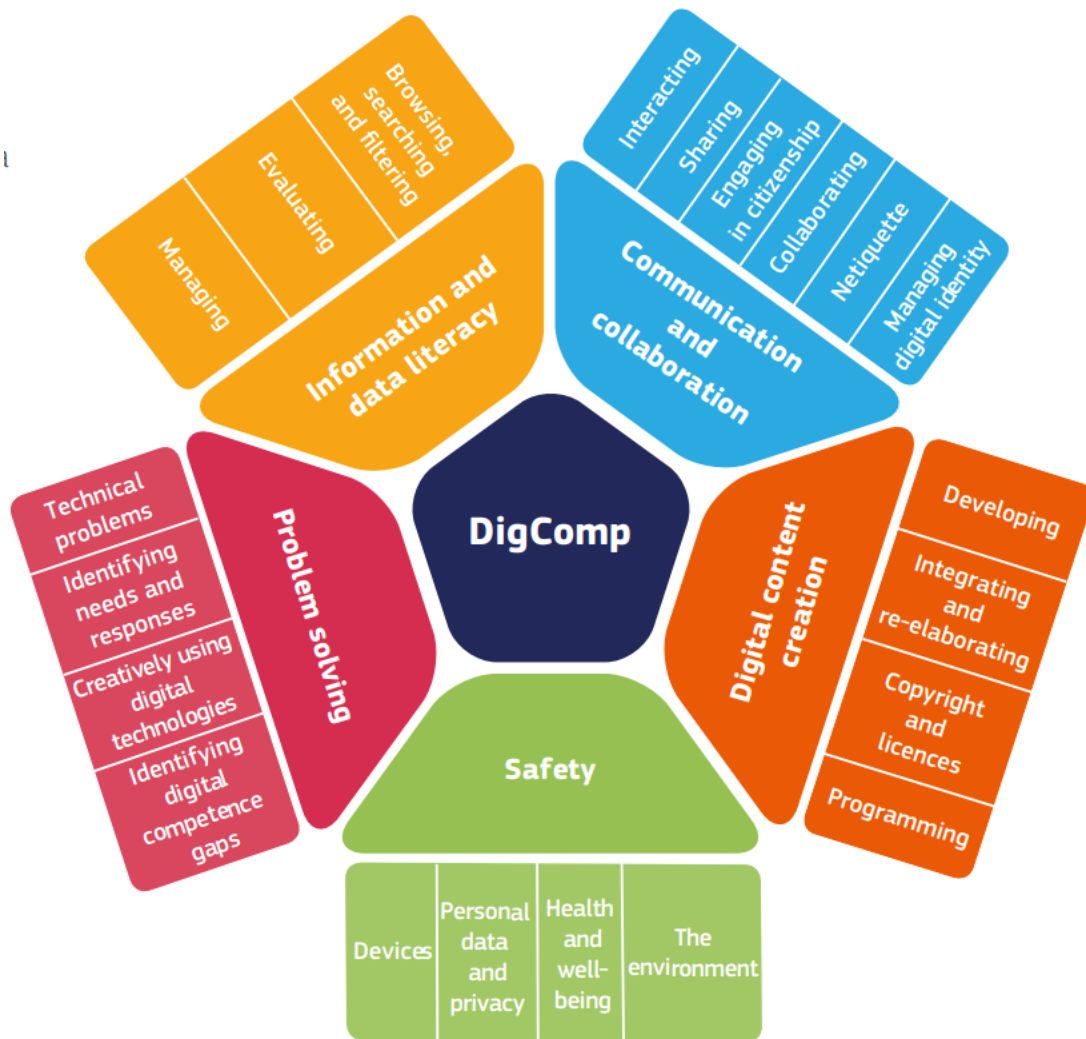 Browsing,
searching
and filtering
Evaluating
Managing
Information and
data literacy
Interacting
Sharing
Engaging
in citizenship
Collaborating
Netiquette
Managing
digital identity
Communication
and
collaboration
Developing
Integrating
and
re-elaborating
Copyright
and
licences
Programming
Digital content
creation
DigComp
Safety
Devices
Personal
data
and
privacy
Health
and
well-
being
The
environment
Problem solving
Technical
problems
Identifying
needs and
responses
Creatively using
digital
technologies
Identifying
digital
competence
gaps